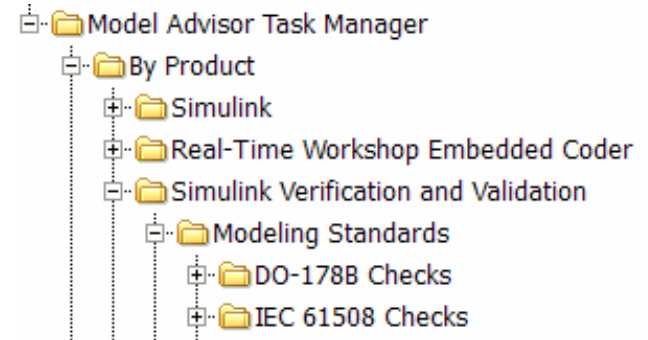 Model Advisor Task Manager
By Product
Simulink
Real-Time Workshop Embedded Coder
Simulink Verification and Validation
Modeling Standards
DO-178B Checks
IEC 61508 Checks